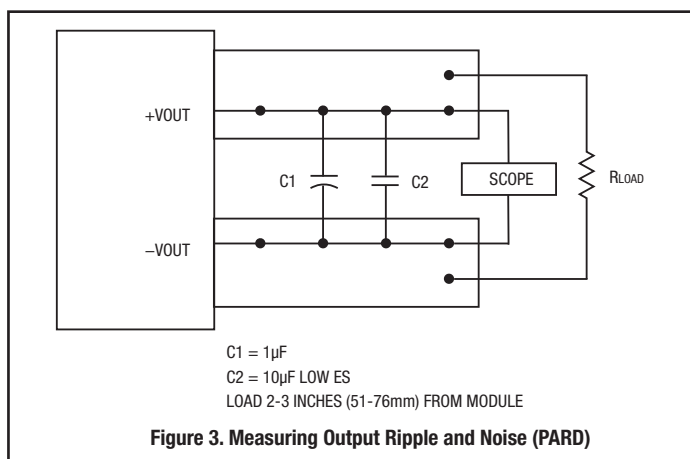 +VOUT
C1
C2
SCOPE
RLOAD
−VOUT
C1 = 1µF
C2 = 10µF LOW ES
LOAD 2-3 INCHES (51-76mm) FROM MODULE
Figure 3. Measuring Output Ripple and Noise (PARD)